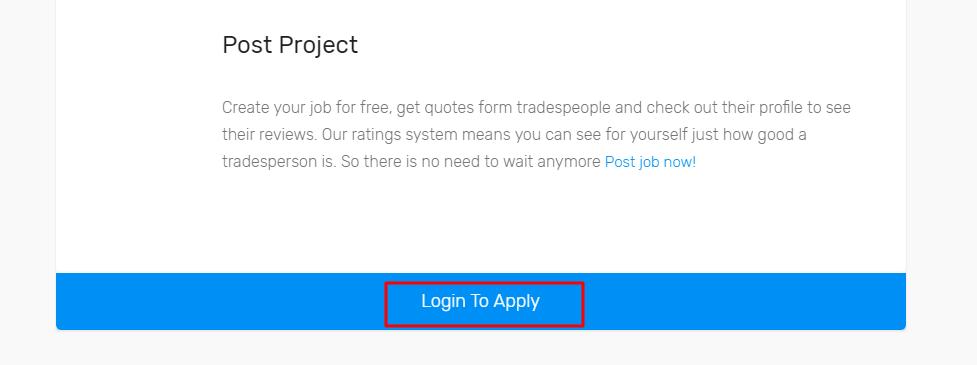 Post Project
Create your job for free, get quotes form tradespeople and check out their profile to see
their reviews. Our ratings system means you can see for yourself just how good a
tradesperson is. So there is no need to wait anymore Post job now!
Login To Apply